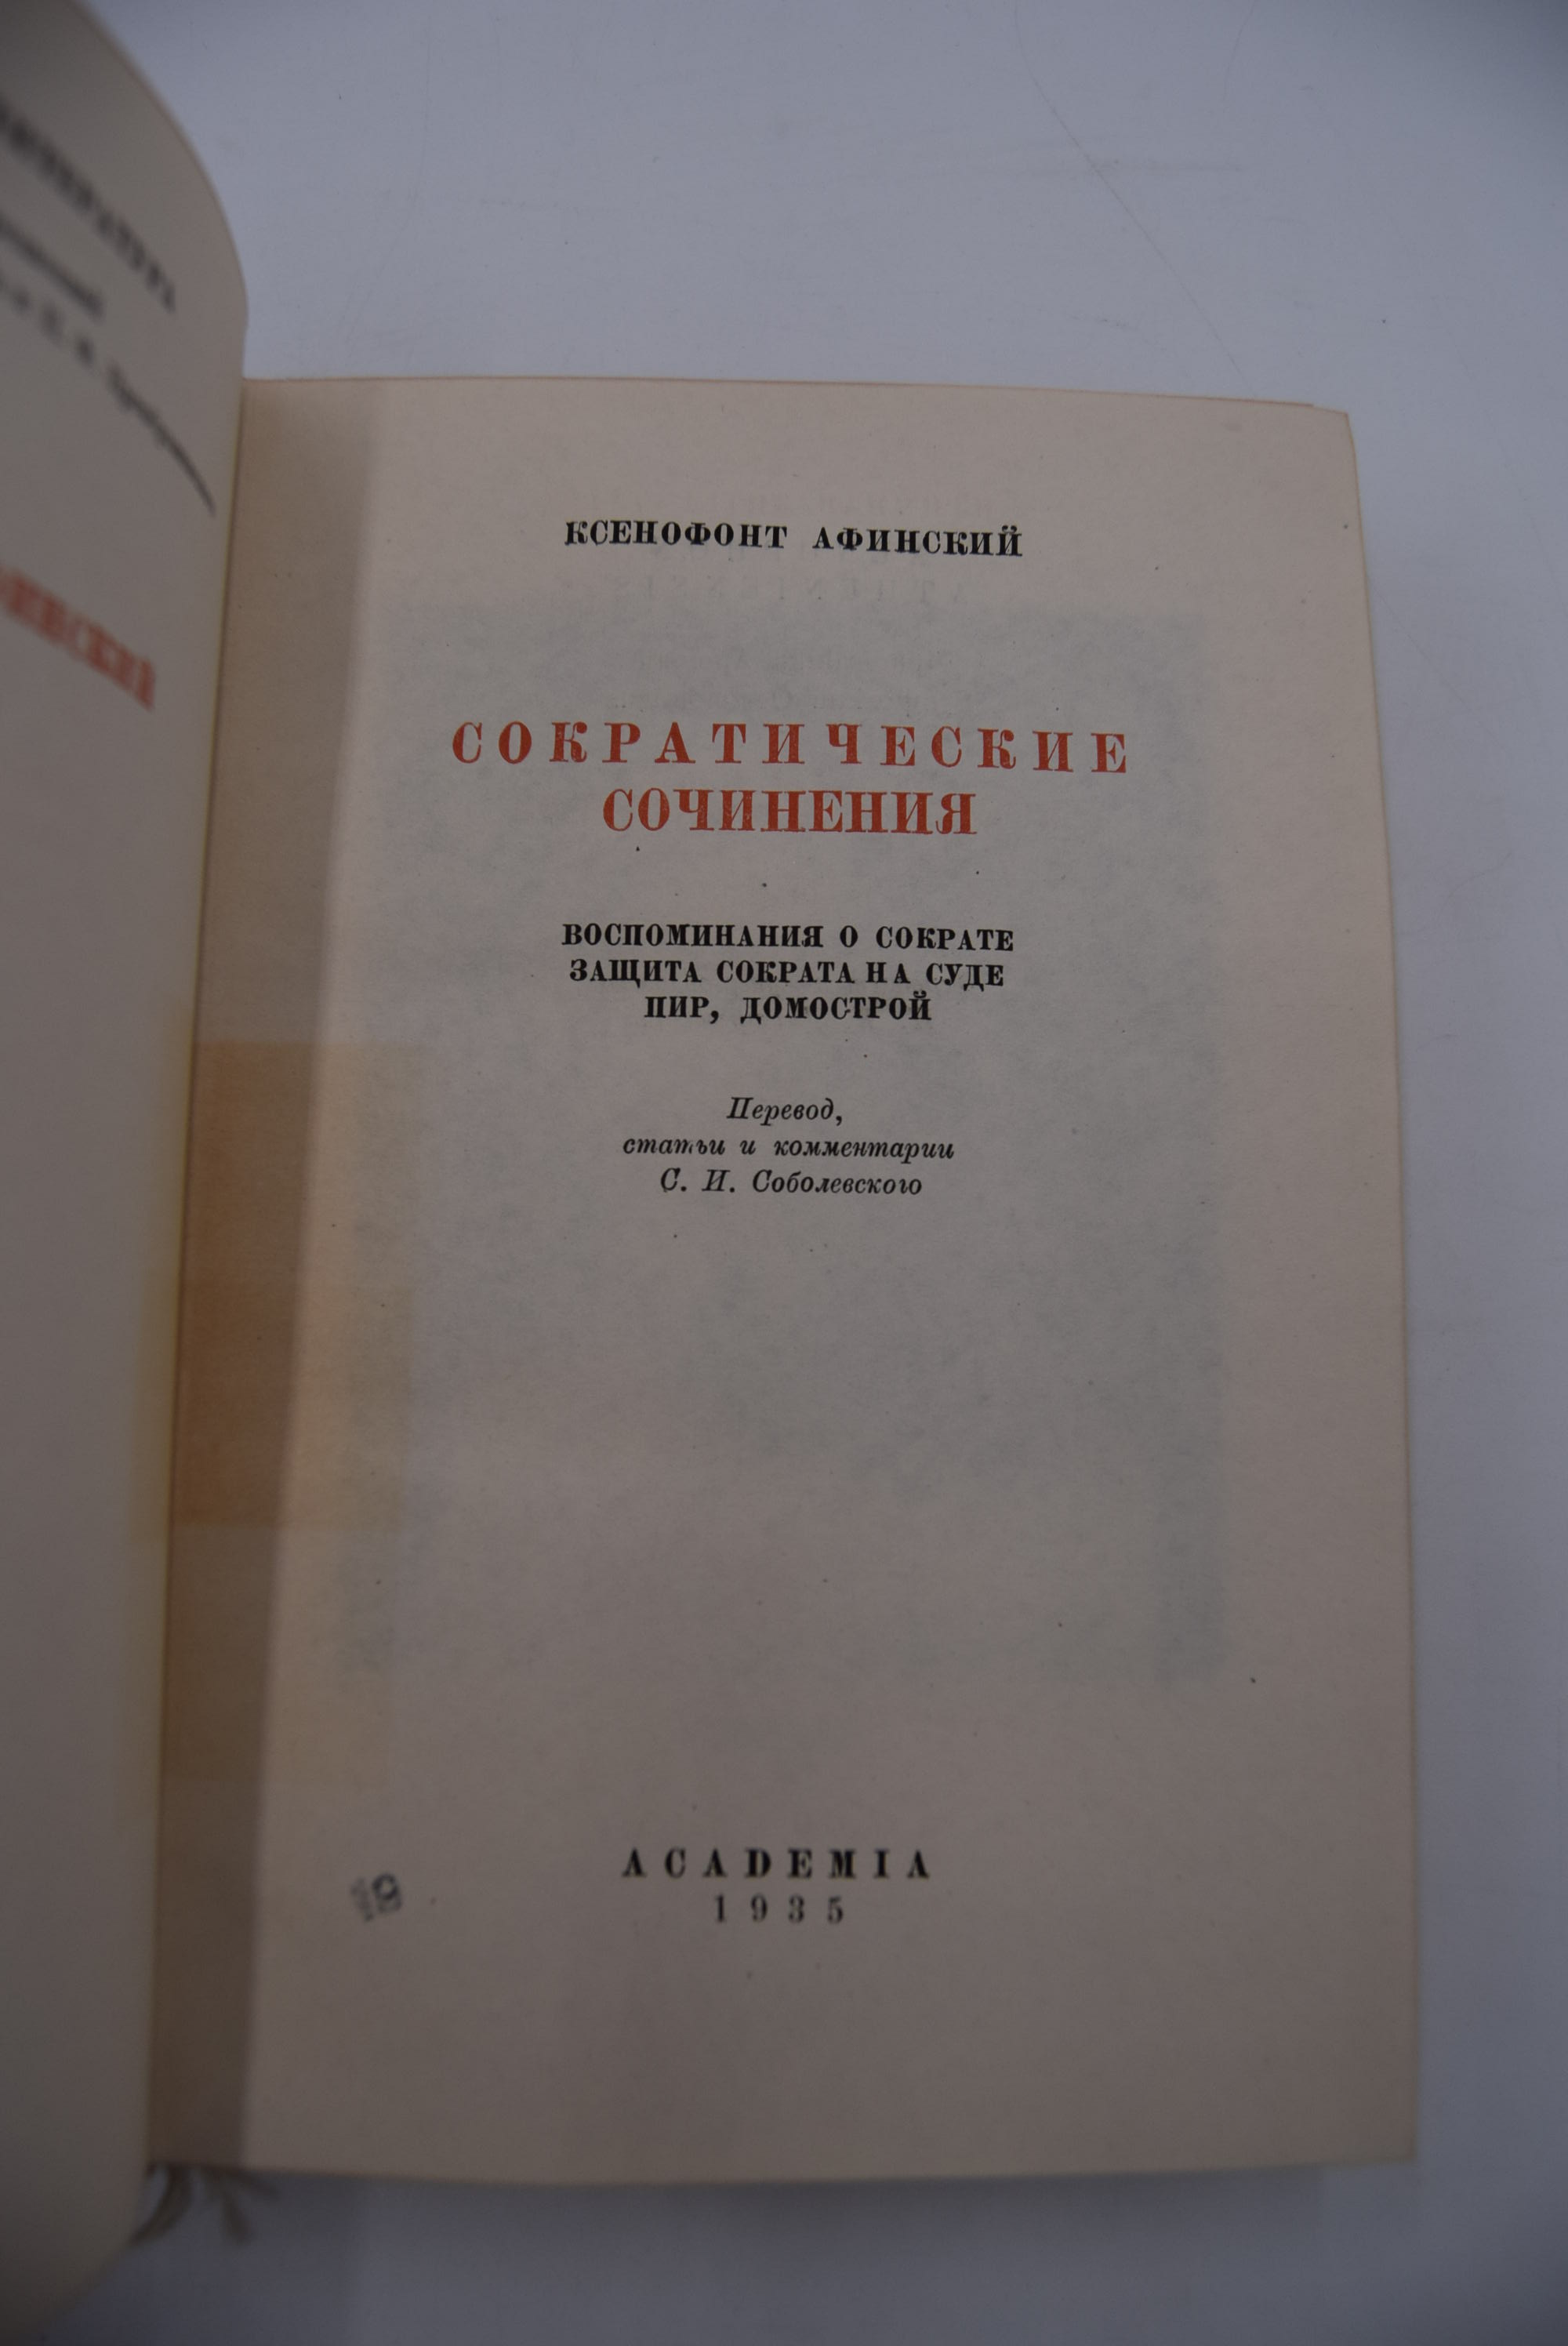 КСЕНОФОНТ АФИНСКИЙ
СОКРАТИЧЕСКИЕ
СОЧИНЕНИЯ
ВОСПОМИНАНИЯ О СОКРАТЕ
ЗАЩИТА СОКРАТА НА СУДЕ
ПИР, ДОМОСТРОЙ
Перевод,
статьи и комментарии
С. И. Соболевского
ACADEMIA
1935